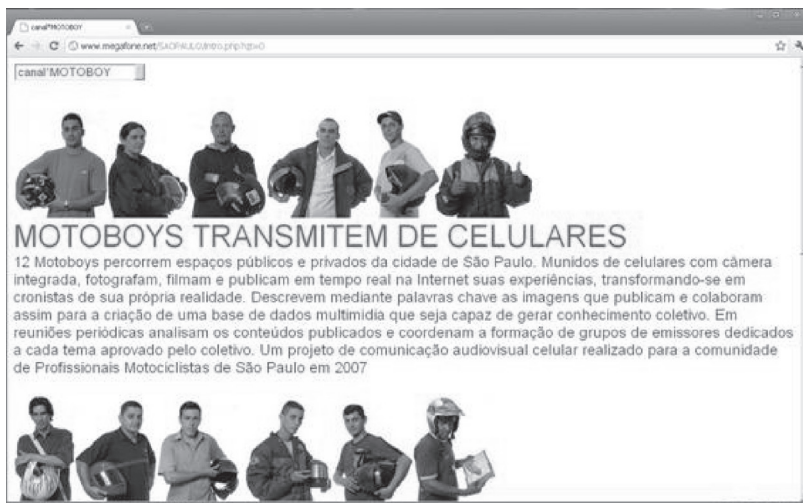 canal*MOTOBOY
www.megafone.net/SAOPAULO/intro.php?qt=0
canal*MOTOBOY
MOTOBOYS TRANSMITEM DE CELULARES
12 Motoboys percorrem espaços públicos e privados da cidade de São Paulo. Munidos de celulares com câmera
integrada, fotografam, filmam e publicam em tempo real na Internet suas experiências, transformando-se em
cronistas de sua própria realidade. Descrevem mediante palavras chave as imagens que publicam e colaboram
assim para a criação de uma base de dados multimídia que seja capaz de gerar conhecimento coletivo. Em
reuniões periódicas analisam os conteúdos publicados e coordenam a formação de grupos de emissores dedicados
a cada tema aprovado pelo coletivo. Um projeto de comunicação audiovisual celular realizado para a comunidade
de Profissionais Motociclistas de São Paulo em 2007